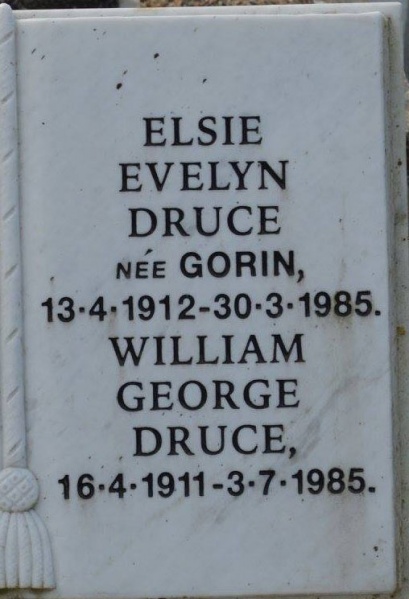 ELSIE
EVELYN
DRUCE
NÉE GORIN,
13·4·1912-30·3·1985.
WILLIAM
GEORGE
DRUCE,
16·4·1911-3·7·1985.